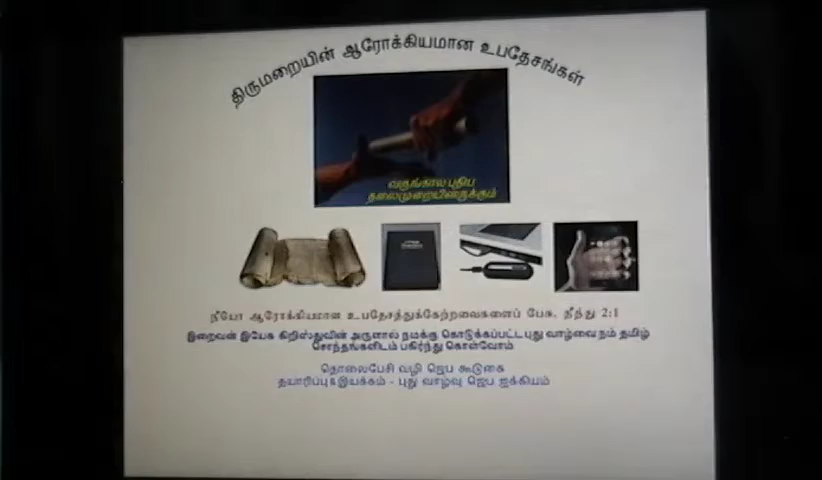 திருமறையின் ஆரோக்கியமான உபதேசங்கள்
வருங்கால புதிய
தலைமுறையினருக்கும்
நீயோ ஆரோக்கியமான உபதேசத்துக்கேற்றவைகளைப் பேசு. தீத்து 2:1
இறைவன் இயேசு கிறிஸ்துவின் அருளால் நமக்கு கொடுக்கப்பட்ட புது வாழ்வை நம் தமிழ்
சொந்தங்களிடம் பகிர்ந்து கொள்வோம்
தொலைபேசி வழி ஜெப கூடுகை
தயாரிப்பு&இயக்கம் - புது வாழ்வு ஜெப ஐக்கியம்